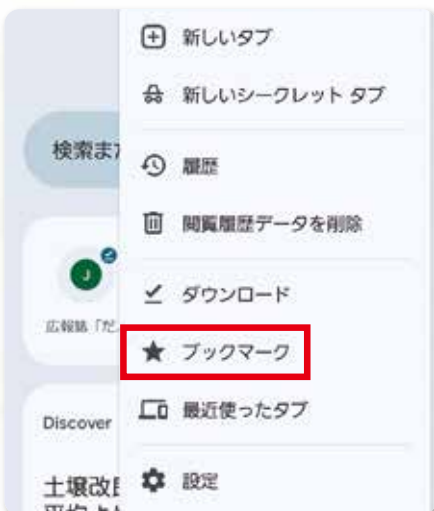 新しいタブ
新しいシークレット タブ
検索また
履歴
閲覧履歴データを削除
J
ダウンロード
広報誌「だ
ブックマーク
最近使ったタブ
Discover
設定
土壌改良